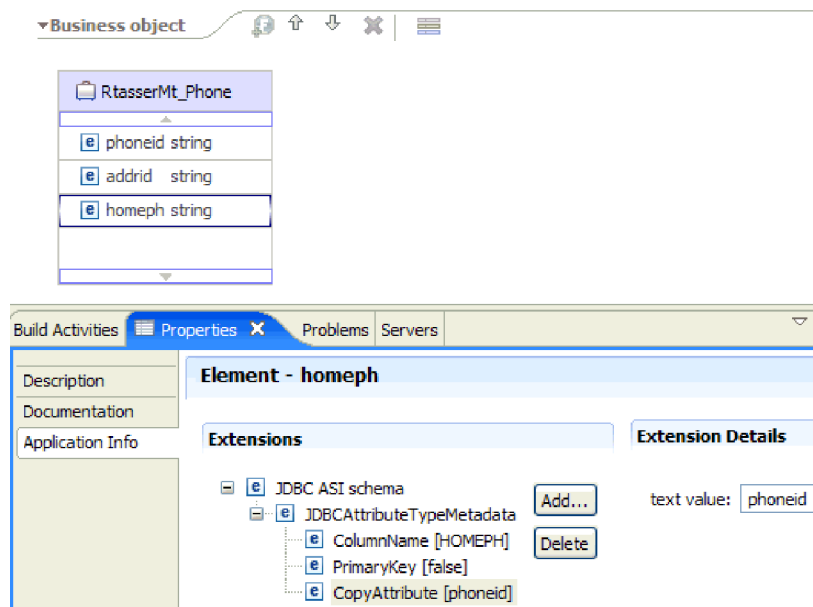 Business object
RtasserMt_Phone
e phoneid string
e addrid string
e homeph string
Build Activities Properties Problems Servers
Description
Documentation
Application Info
Element - homeph
Extensions
e JDBC ASI schema
e JDBCAttributeTypeMetadata
e ColumnName [HOMEPH]
e PrimaryKey [false]
e CopyAttribute [phoneid]
Add...
Delete
Extension Details
text value: phoneid